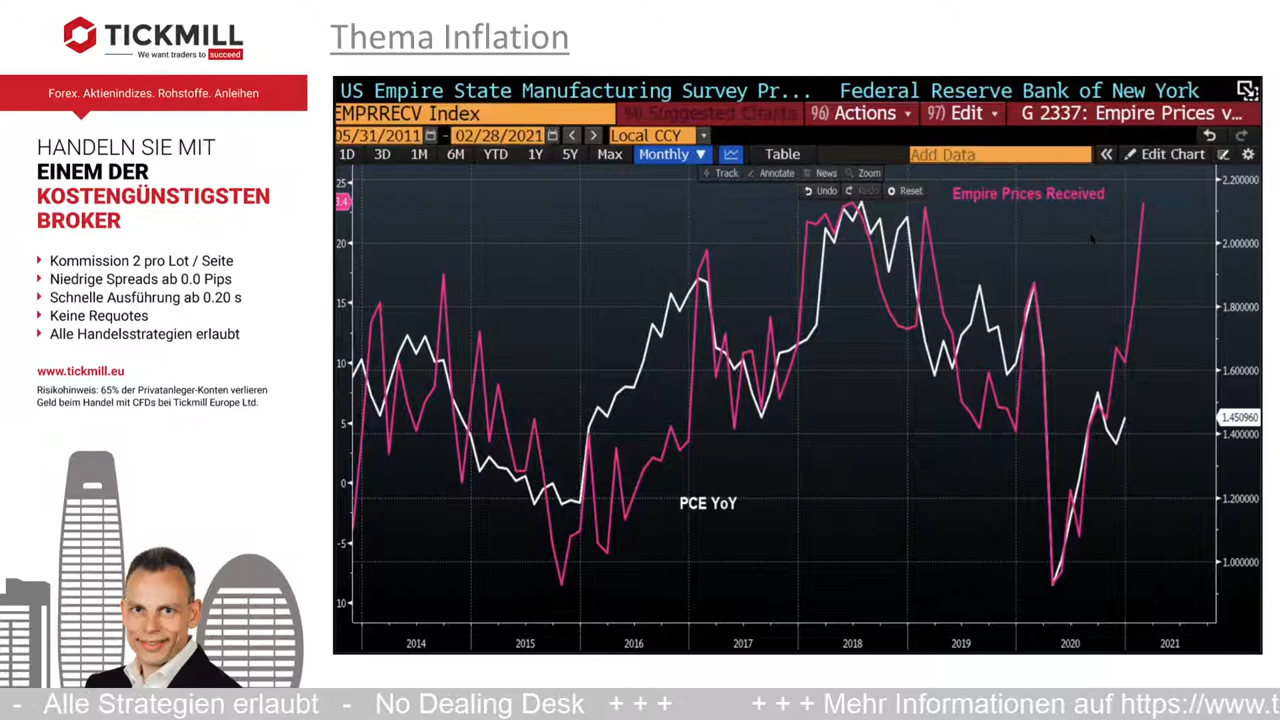 TICKMILL
We want traders to succeed
Thema Inflation
Forex. Aktienindizes. Rohstoffe. Anleihen
HANDELN SIE MIT
EINEM DER
KOSTENGÜNSTIGSTEN
BROKER
Kommission 2 pro Lot / Seite
Niedrige Spreads ab 0.0 Pips
Schnelle Ausführung ab 0.20 s
Keine Requotes
Alle Handelsstrategien erlaubt
www.tickmill.eu
Risikohinweis: 65% der Privatanleger-Konten verlieren
Geld beim Handel mit CFDs bei Tickmill Europe Ltd.
US Empire State Manufacturing Survey Pr... Federal Reserve Bank of New York
EMPRRECV Index 94) Suggested Charts 96) Actions 97) Edit G 2337: Empire Prices v...
05/31/2011 - 02/28/2021 < > Local CCY
1D 3D 1M 6M YTD 1Y 5Y Max Monthly ▼ Table Add Data « Edit Chart
Track Annotate News Zoom
Undo Redo Reset
Empire Prices Received
PCE YoY
25
3.4
20
15
10
5
0
-5
10
2.200000
2.000000
1.800000
1.600000
1.450960
1.400000
1.200000
1.000000
2014 2015 2016 2017 2018 2019 2020 2021
- Alle Strategien erlaubt - No Dealing Desk + + + + + + Mehr Informationen auf https://www.t